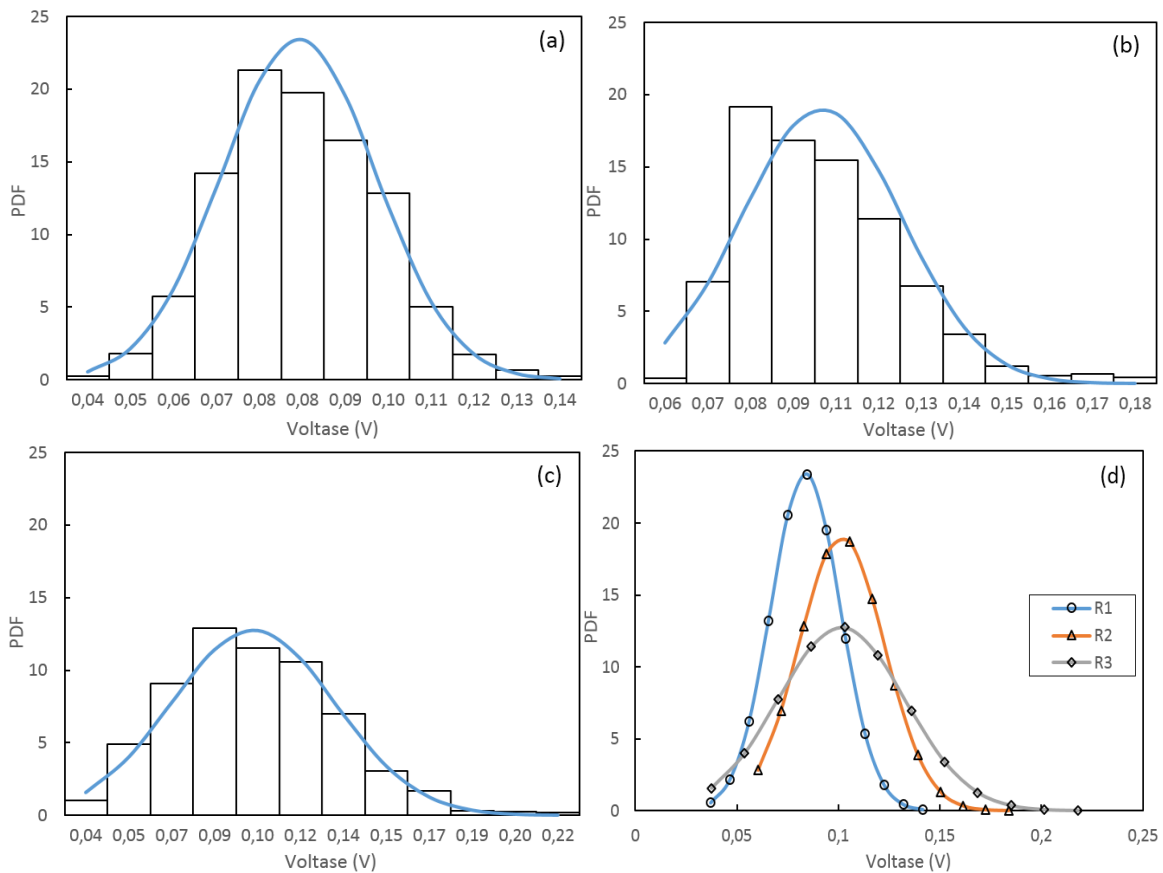 (a)
25
20
15
10
5
0
PDF
0,04 0,05 0,06 0,07 0,08 0,08 0,09 0,10 0,11 0,12 0,13 0,14
Voltase (V)
(b)
25
20
15
10
5
0
PDF
0,06 0,07 0,08 0,09 0,11 0,12 0,13 0,14 0,15 0,16 0,17 0,18
Voltase (V)
(c)
25
20
15
10
5
0
PDF
0,04 0,05 0,07 0,09 0,10 0,12 0,14 0,15 0,17 0,19 0,20 0,22
Voltase (V)
(d)
25
20
15
10
5
0
PDF
R1
R2
R3
0 0,05 0,1 0,15 0,2 0,25
Voltase (V)